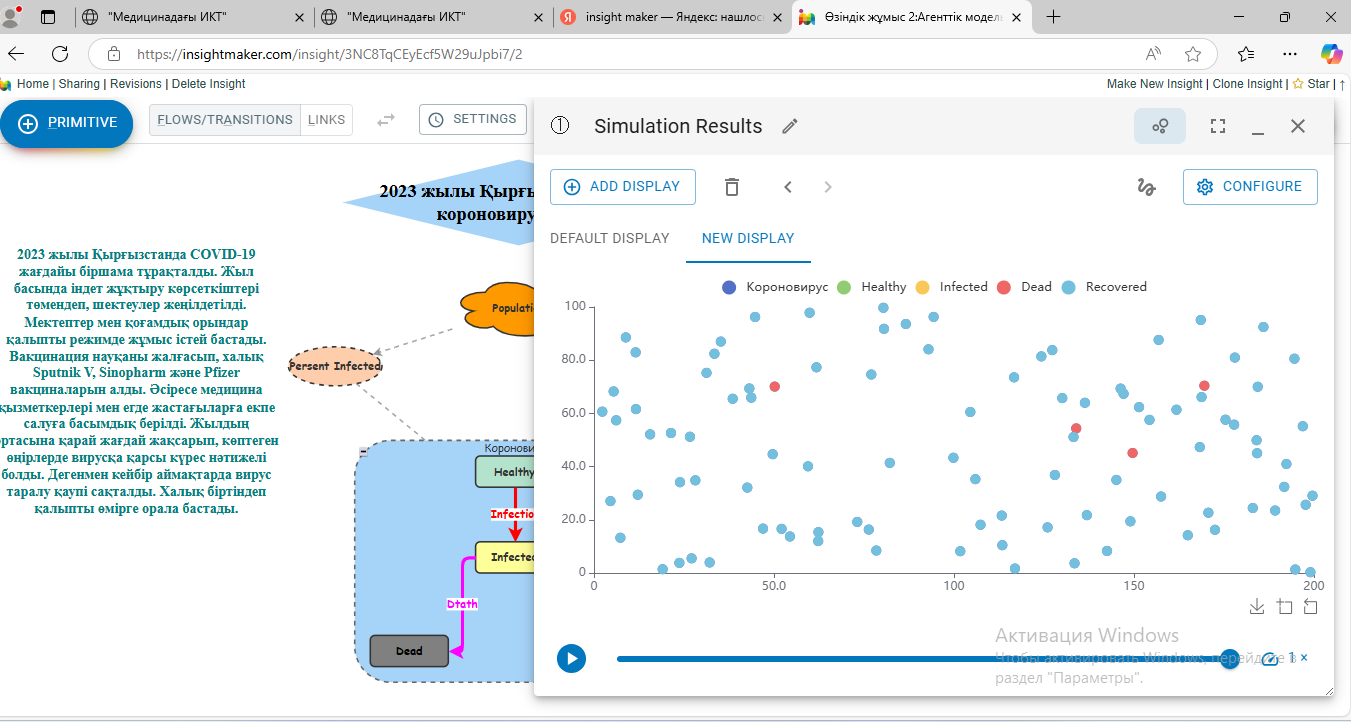 "Медицинадағы ИКТ"
"Медицинадағы ИКТ"
insight maker — Яндекс: нашлос
Өзіндік жұмыс 2:Агенттік модель
https://insightmaker.com/insight/3NC8TqCEyEcf5W29uJpbi7/2
Home | Sharing | Revisions | Delete Insight
Make New Insight | Clone Insight | Star | ↑
PRIMITIVE
FLOWS/TRANSITIONS
LINKS
SETTINGS
Simulation Results
ADD DISPLAY
CONFIGURE
DEFAULT DISPLAY
NEW DISPLAY
2023 жылы Қырғы
короновиру
2023 жылы Қырғызстанда COVID-19
жағдайы біршама тұрақталды. Жыл
басында індет жұқтыру көрсеткіштері
төмендеп, шектеулер жеңілдетілді.
Мектептер мен қоғамдық орындар
қалыпты режимде жұмыс істей бастады.
Вакцинация науқаны жалғасып, халық
Sputnik V, Sinopharm және Pfizer
вакциналарын алды. Әсіресе медицина
қызметкерлері мен егде жастағыларға екпе
салуға басымдық берілді. Жылдың
ортасына қарай жағдай жақсарып, көптеген
өңірлерде вирусқа қарсы күрес нәтижелі
болды. Дегенмен кейбір аймақтарда вирус
таралу қаупі сақталды. Халық біртіндеп
қалыпты өмірге орала бастады.
Populatio
Persent Infected
Коронови
Healthy
Infectio
Infected
Dtath
Dead
Короновирус Healthy Infected Dead Recovered
100
80.0
60.0
40.0
20.0
0
0 50.0 100 150 200
Активация Windows
Чтобы активировать Windows, перейдите в
раздел "Параметры".
1 ×